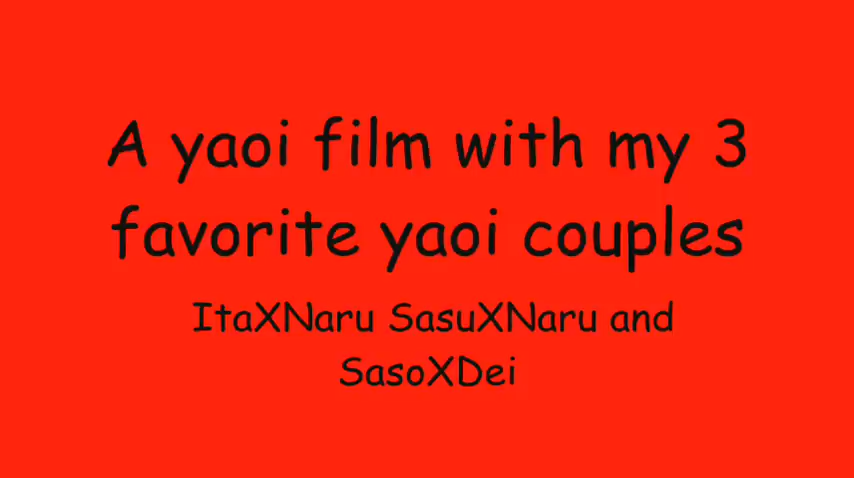 A yaoi film with my 3
favorite yaoi couples
ItaXNaru SasuXNaru and
SasoXDei